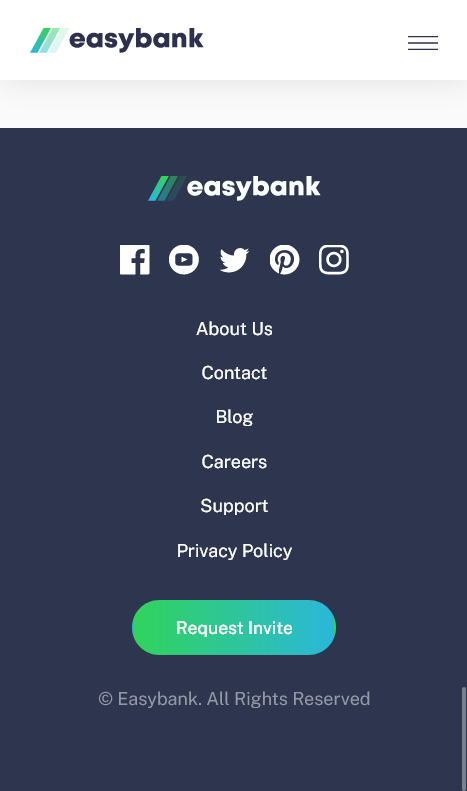 easybank
easybank
About Us
Contact
Blog
Careers
Support
Privacy Policy
Request Invite
© Easybank. All Rights Reserved